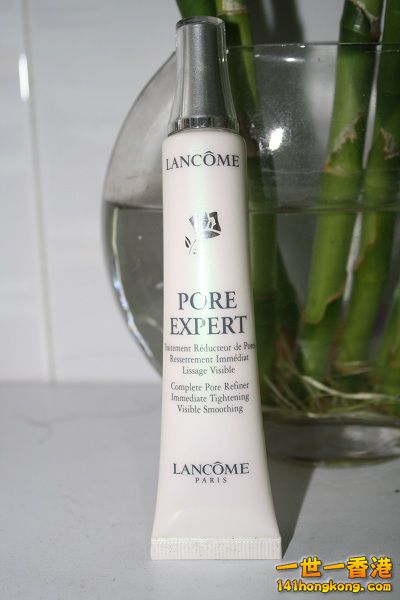 LANCÔME
PORE
EXPERT
Traitement Réducteur de Pores
Resserrement Immédiat
Lissage Visible
Complete Pore Refiner
Immediate Tightening
Visible Smoothing
LANCÔME
PARIS
一世一香港
141hongkong.com